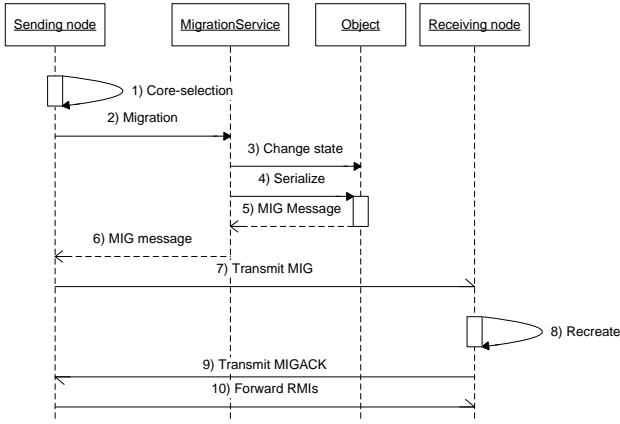 Sending node
MigrationService
Object
Receiving node
1) Core-selection
2) Migration
3) Change state
4) Serialize
5) MIG Message
6) MIG message
7) Transmit MIG
8) Recreate
9) Transmit MIGACK
10) Forward RMIs